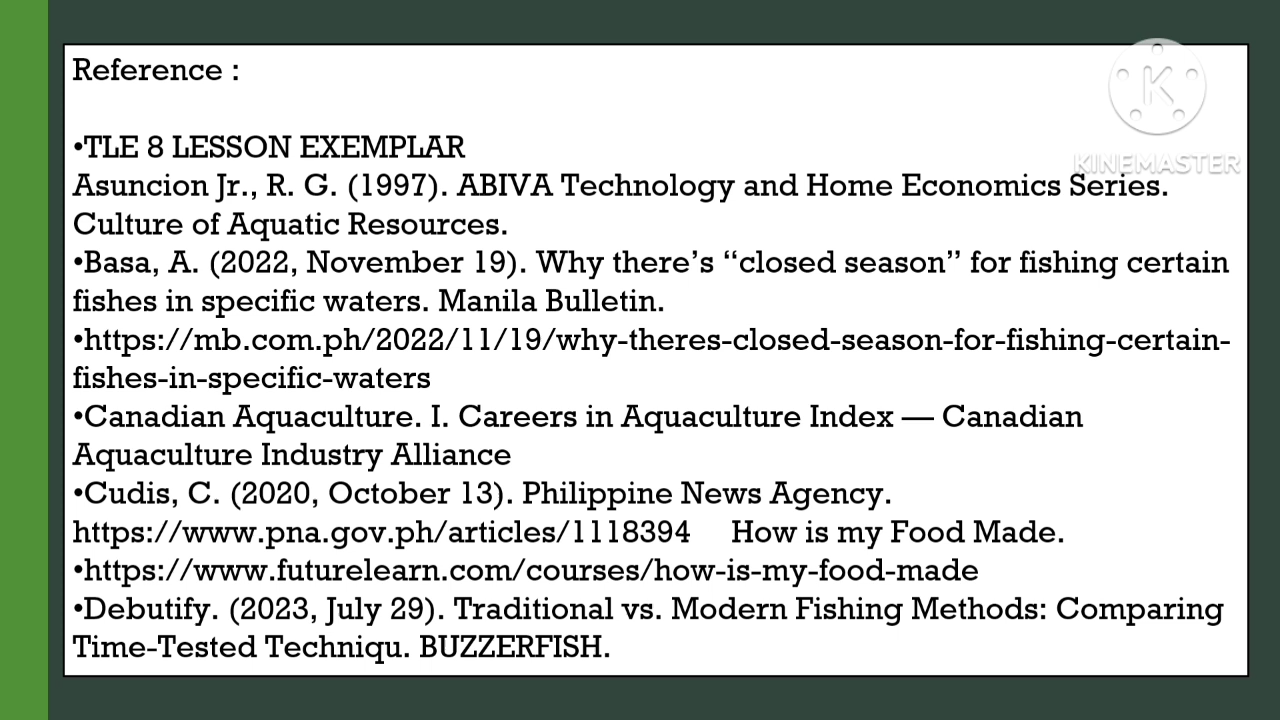 Reference :
•TLE 8 LESSON EXEMPLAR
Asuncion Jr., R. G. (1997). ABIVA Technology and Home Economics Series.
Culture of Aquatic Resources.
•Basa, A. (2022, November 19). Why there’s “closed season” for fishing certain
fishes in specific waters. Manila Bulletin.
•https://mb.com.ph/2022/11/19/why-theres-closed-season-for-fishing-certain-
fishes-in-specific-waters
•Canadian Aquaculture. I. Careers in Aquaculture Index — Canadian
Aquaculture Industry Alliance
•Cudis, C. (2020, October 13). Philippine News Agency.
https://www.pna.gov.ph/articles/1118394 How is my Food Made.
•https://www.futurelearn.com/courses/how-is-my-food-made
•Debutify. (2023, July 29). Traditional vs. Modern Fishing Methods: Comparing
Time-Tested Techniqu. BUZZERFISH.
K
KINEMASTER